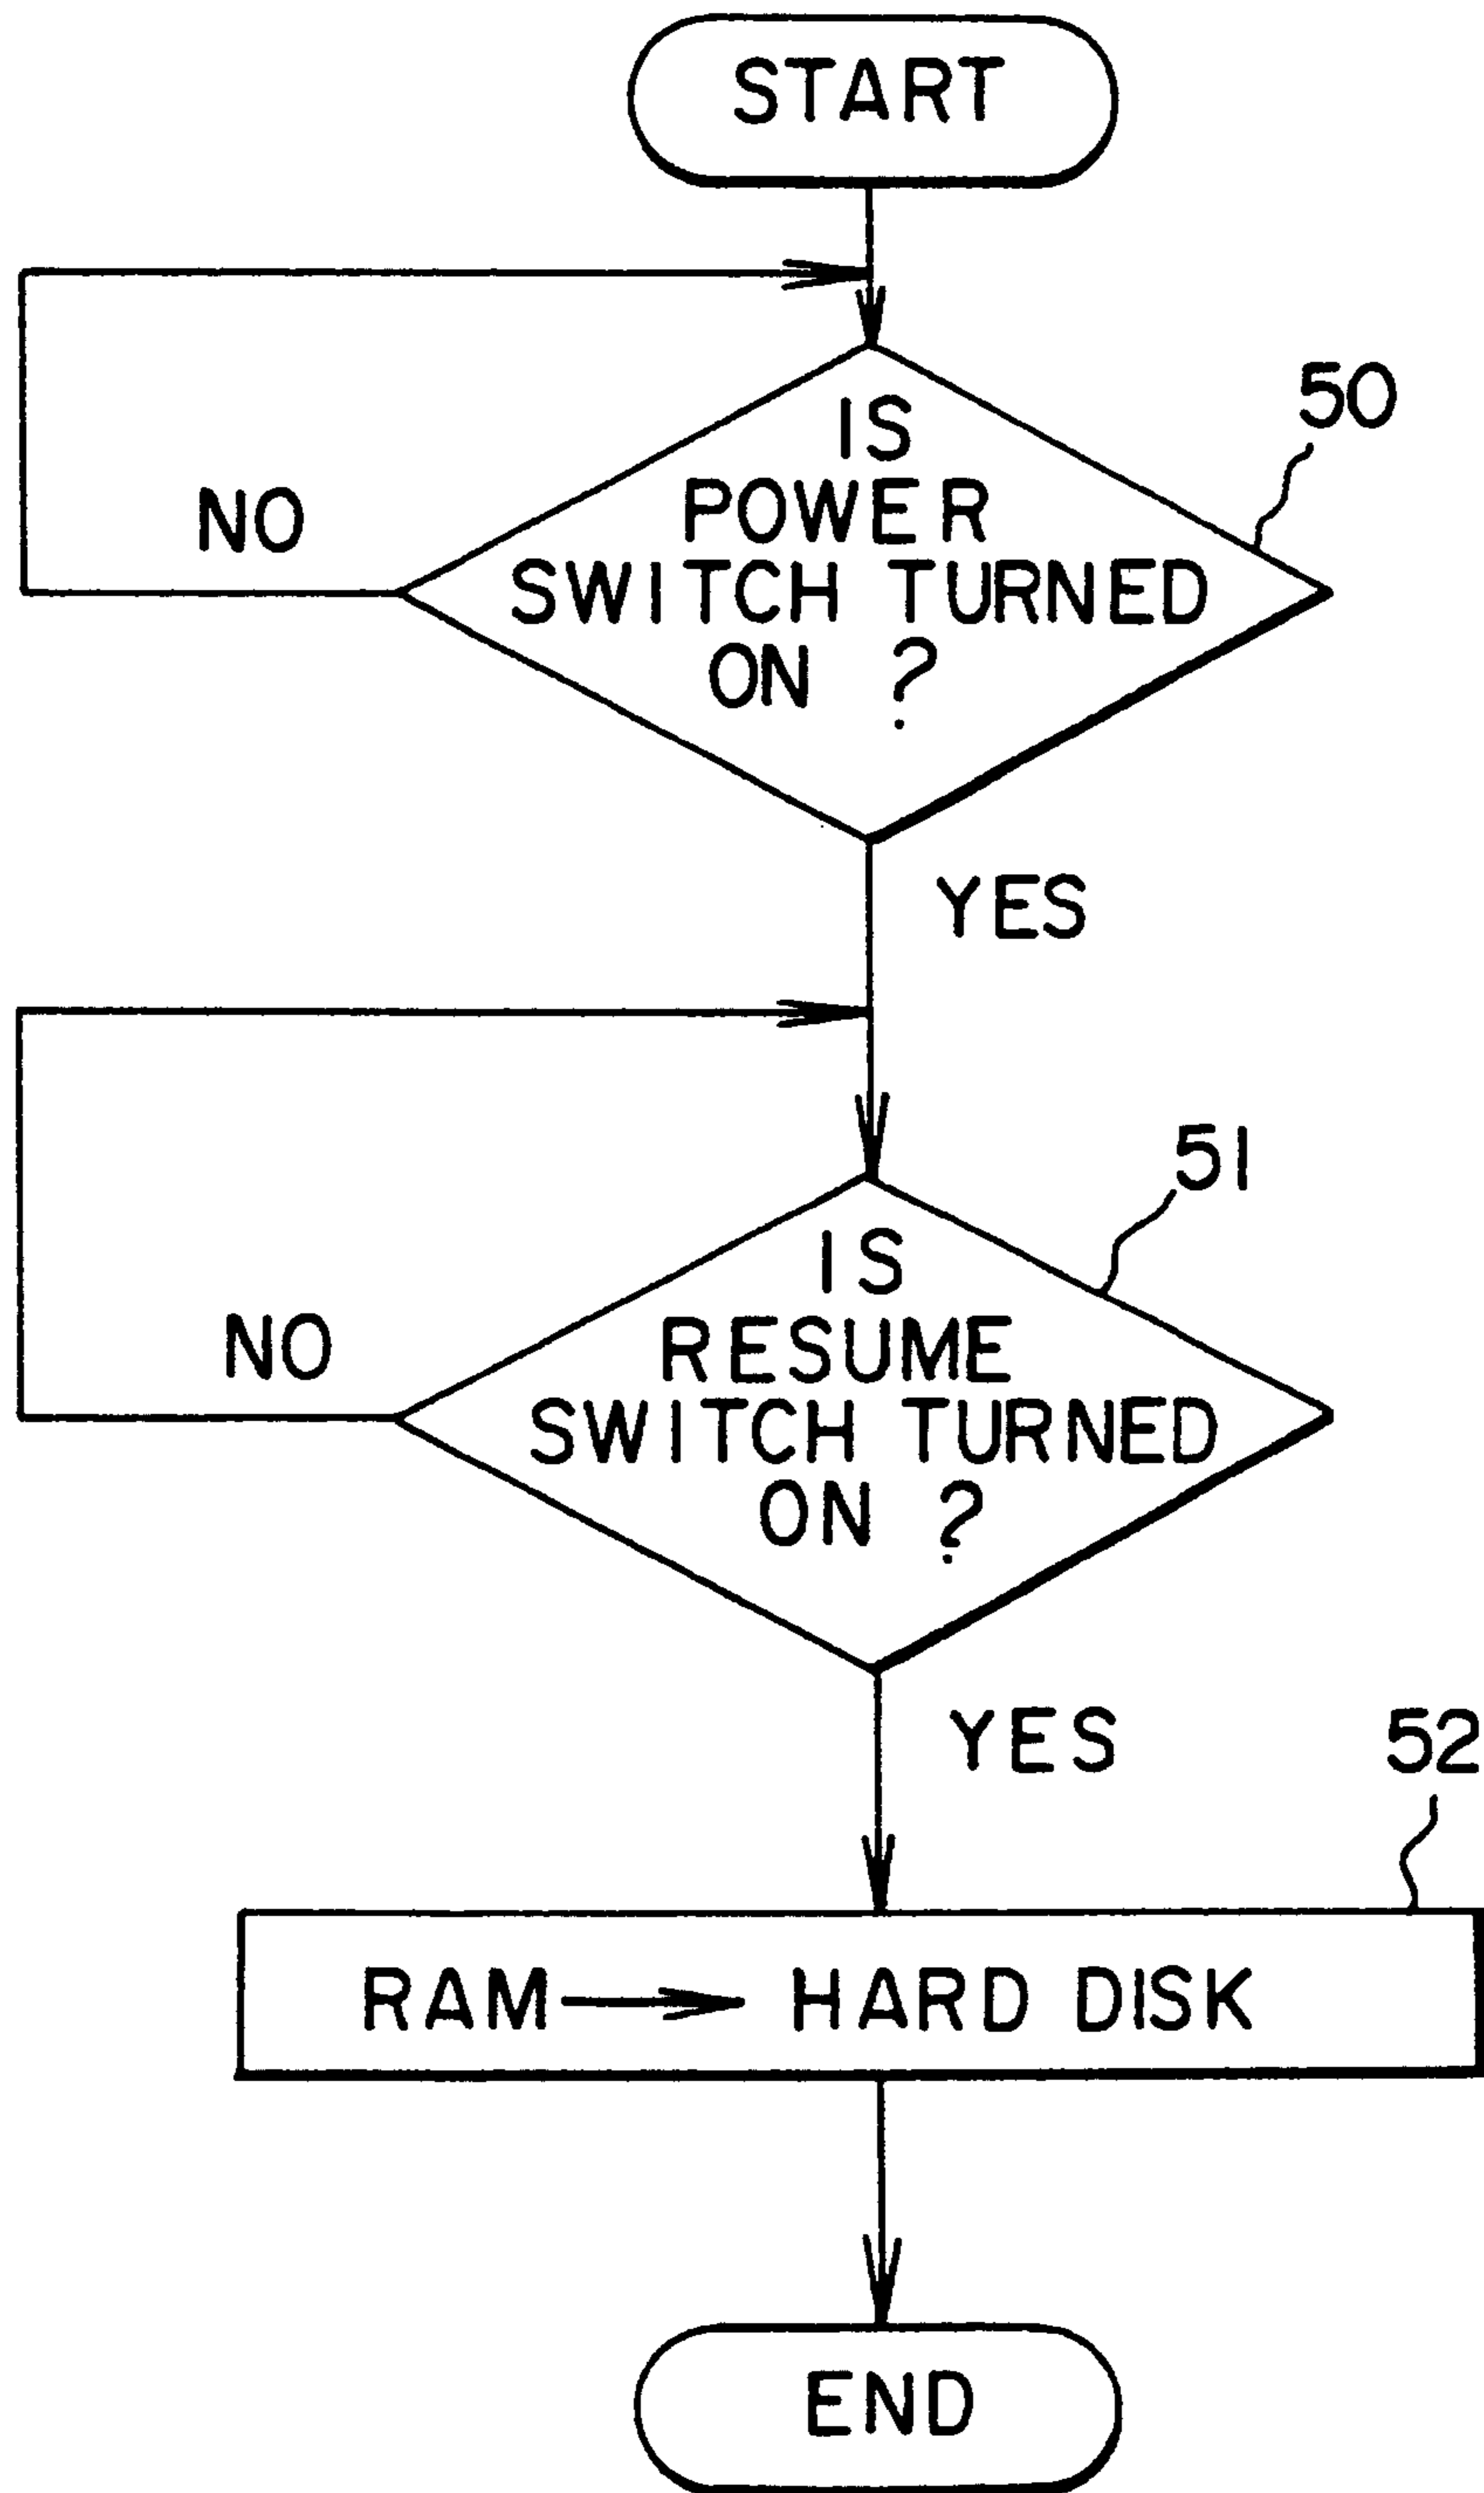 START
50
IS
POWER
SWITCH TURNED
ON ?
NO
YES
51
IS
RESUME
SWITCH TURNED
ON ?
NO
YES
52
RAM → HARD DISK
END